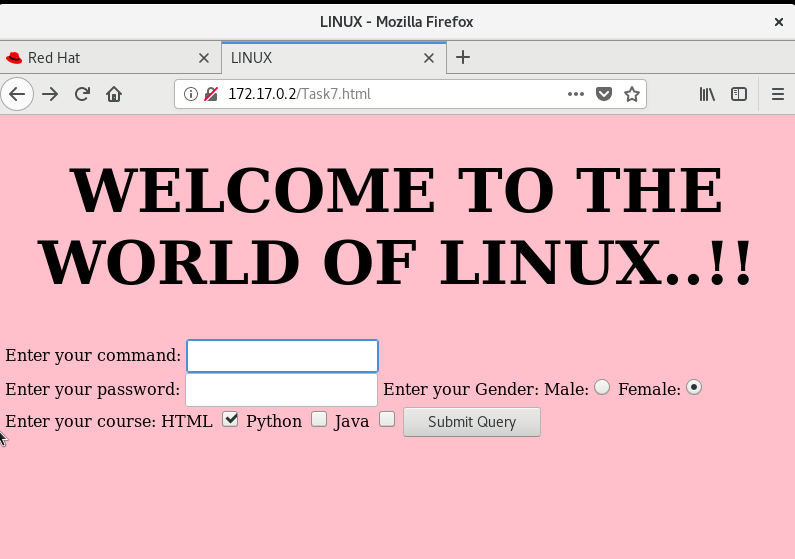 LINUX - Mozilla Firefox
Red Hat
LINUX
172.17.0.2/Task7.html
WELCOME TO THE
WORLD OF LINUX..!!
Enter your command:
Enter your password: Enter your Gender: Male: Female:
Enter your course: HTML Python Java Submit Query